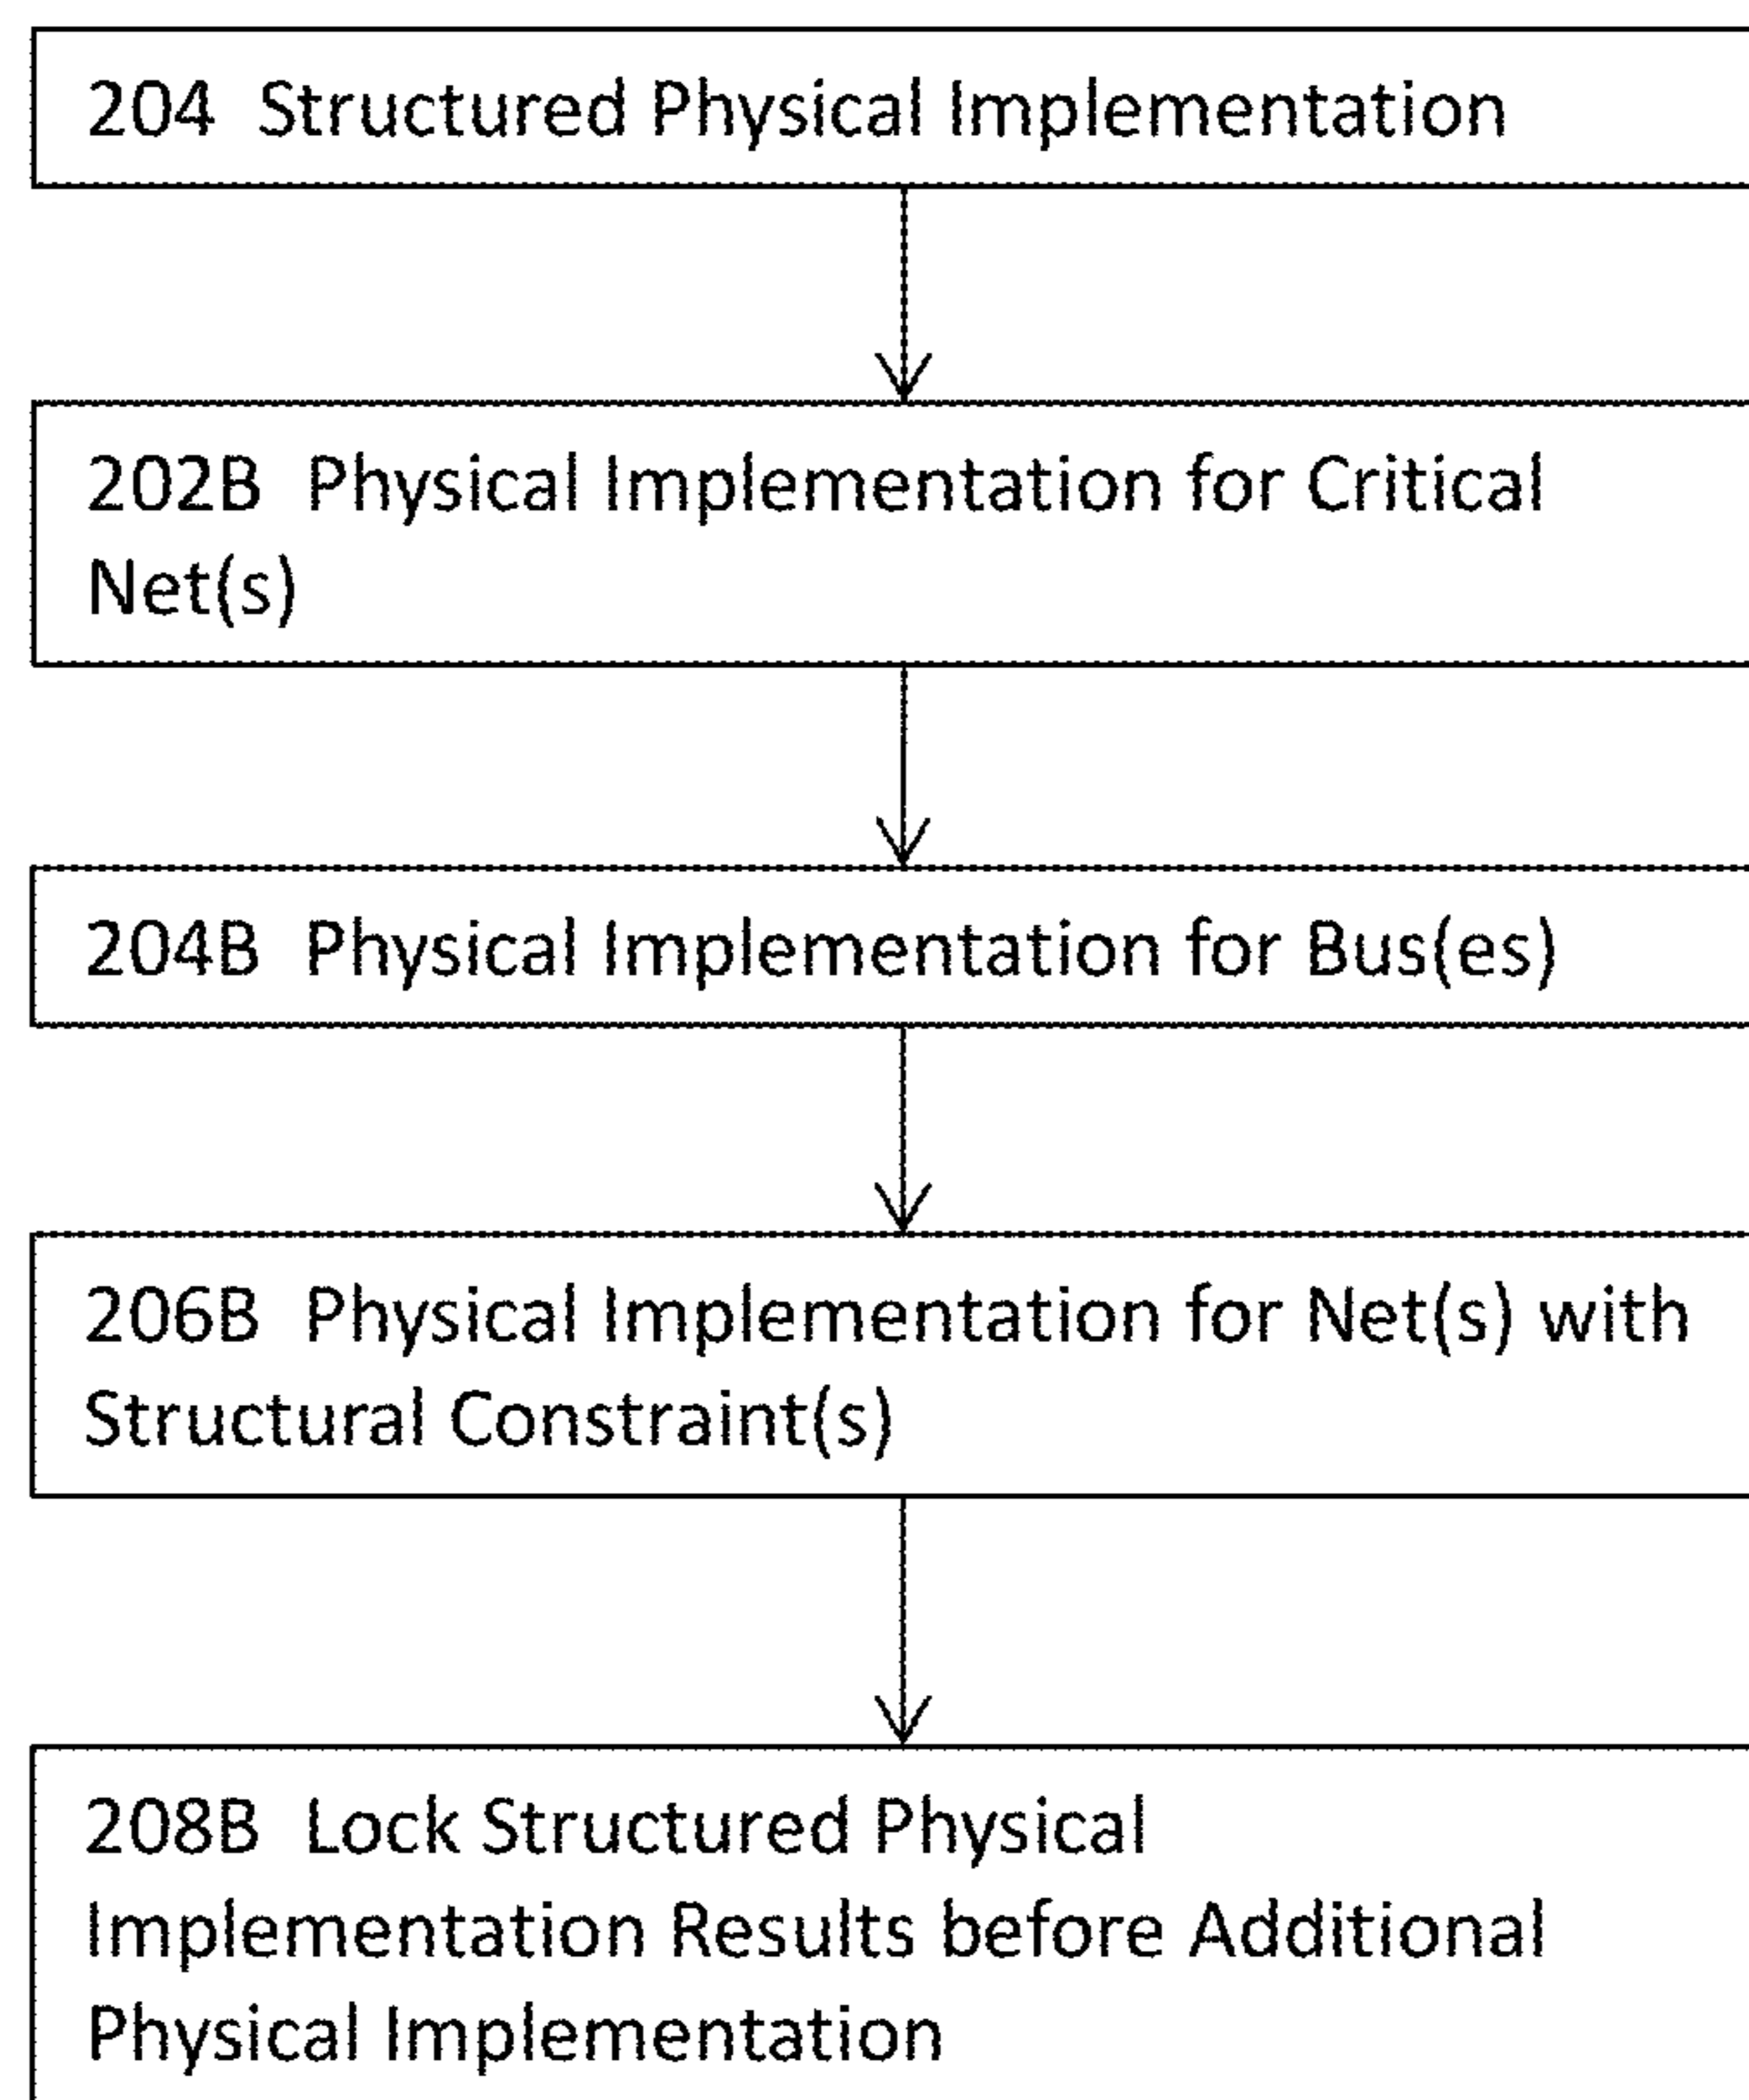 204 Structured Physical Implementation
202B Physical Implementation for Critical
Net(s)
204B Physical Implementation for Bus(es)
206B Physical Implementation for Net(s) with
Structural Constraint(s)
208B Lock Structured Physical
Implementation Results before Additional
Physical Implementation